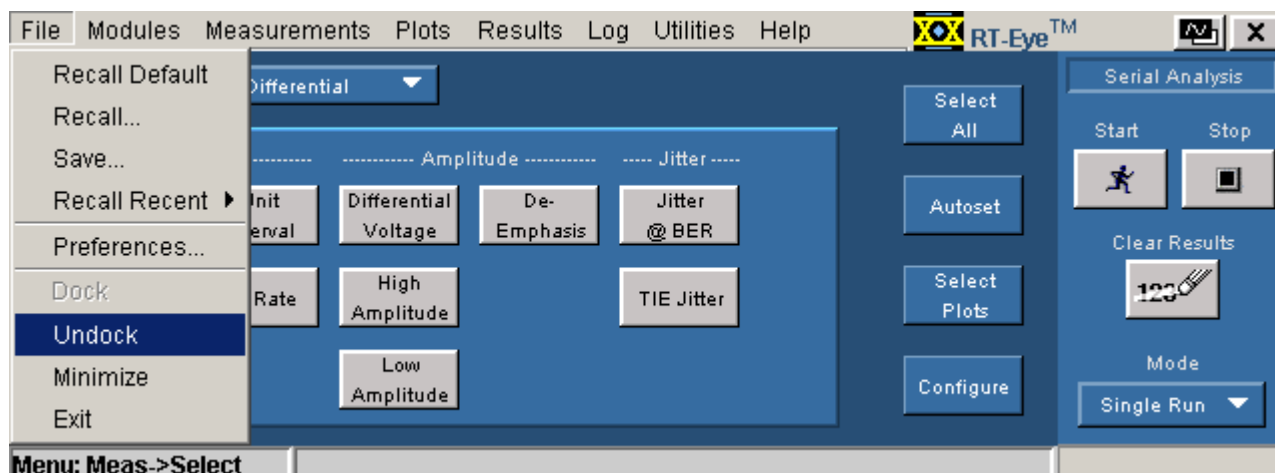 File Modules Measurements Plots Results Log Utilities Help RT-Eye™
Recall Default
Recall...
Save...
Recall Recent
Preferences...
Dock
Undock
Minimize
Exit
Differential
Amplitude
Jitter
Differential
Voltage
De-
Emphasis
Jitter
@ BER
Rate
High
Amplitude
TIE Jitter
Low
Amplitude
Select
All
Autoset
Select
Plots
Configure
Serial Analysis
Start Stop
Clear Results
123
Mode
Single Run
Menu: Meas->Select